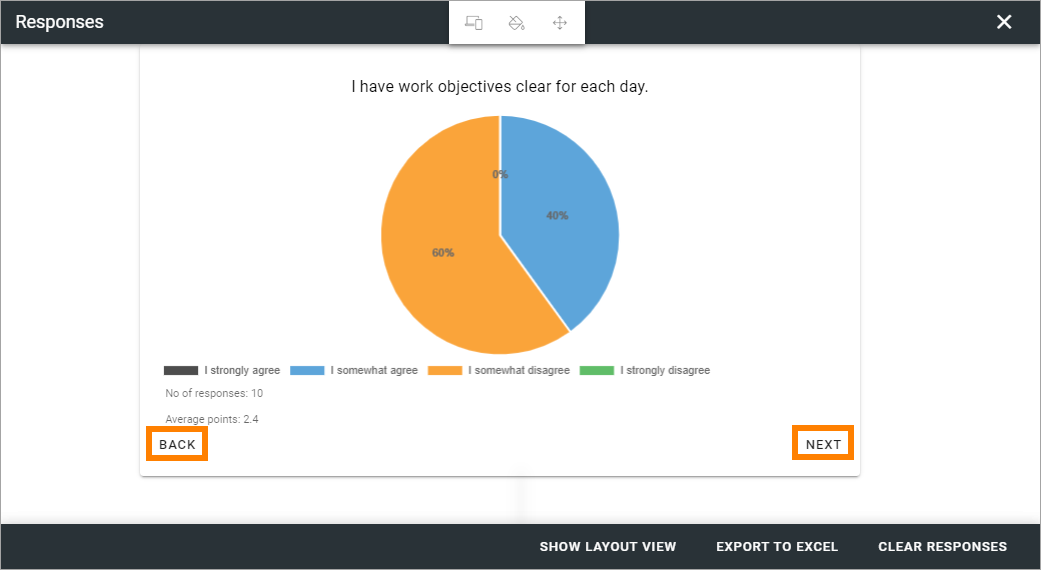 Responses
I have work objectives clear for each day.
0%
40%
60%
I strongly agree I somewhat agree I somewhat disagree I strongly disagree
No of responses: 10
Average points: 2.4
BACK NEXT
SHOW LAYOUT VIEW EXPORT TO EXCEL CLEAR RESPONSES